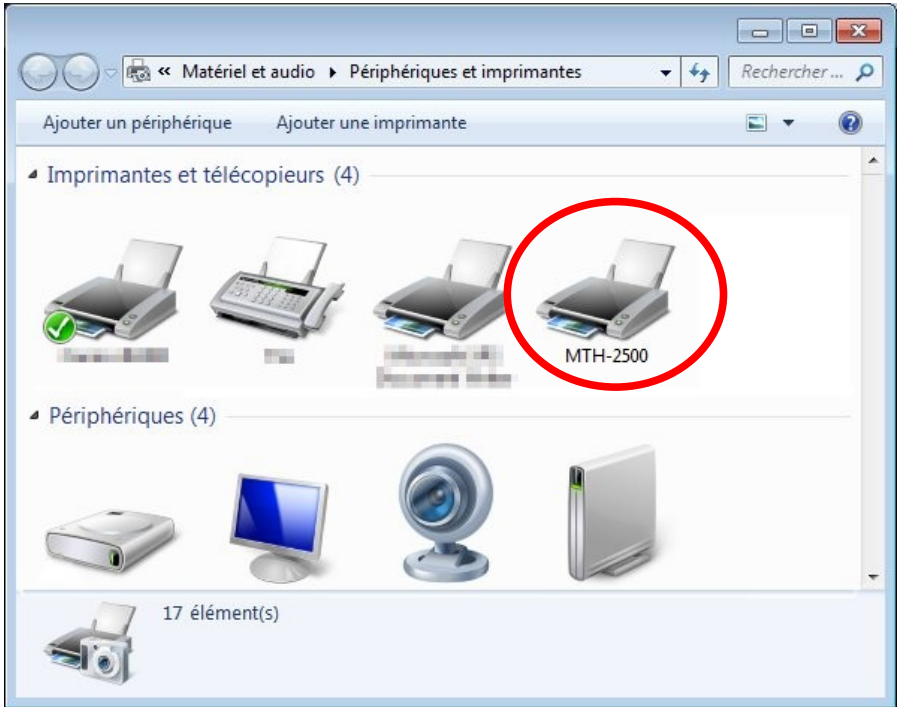 « Matériel et audio Périphériques et imprimantes Rechercher ...
Ajouter un périphérique Ajouter une imprimante
Imprimantes et télécopieurs (4)
MTH-2500
Périphériques (4)
17 élément(s)